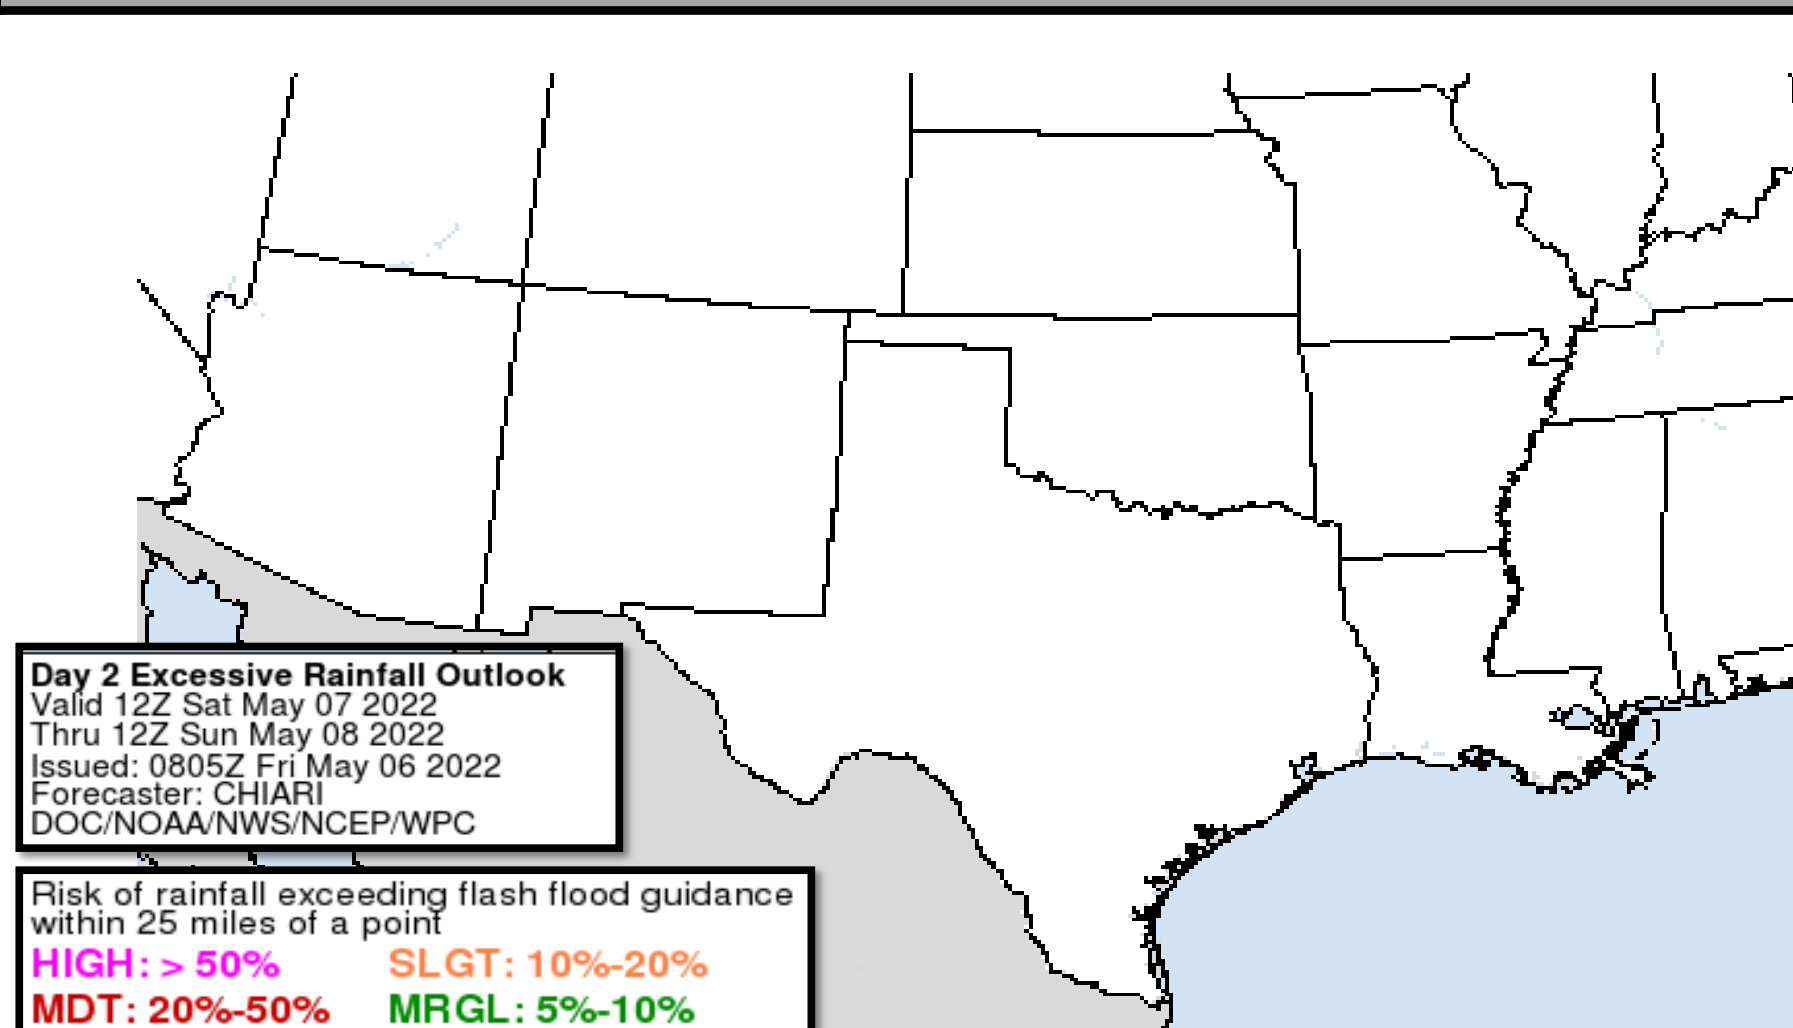 Day 2 Excessive Rainfall Outlook
Valid 12Z Sat May 07 2022
Thru 12Z Sun May 08 2022
Issued: 0805Z Fri May 06 2022
Forecaster: CHIARI
DOC/NOAA/NWS/NCEP/WPC
Risk of rainfall exceeding flash flood guidance
within 25 miles of a point
HIGH: > 50% SLGT: 10%-20%
MDT: 20%-50% MRGL: 5%-10%